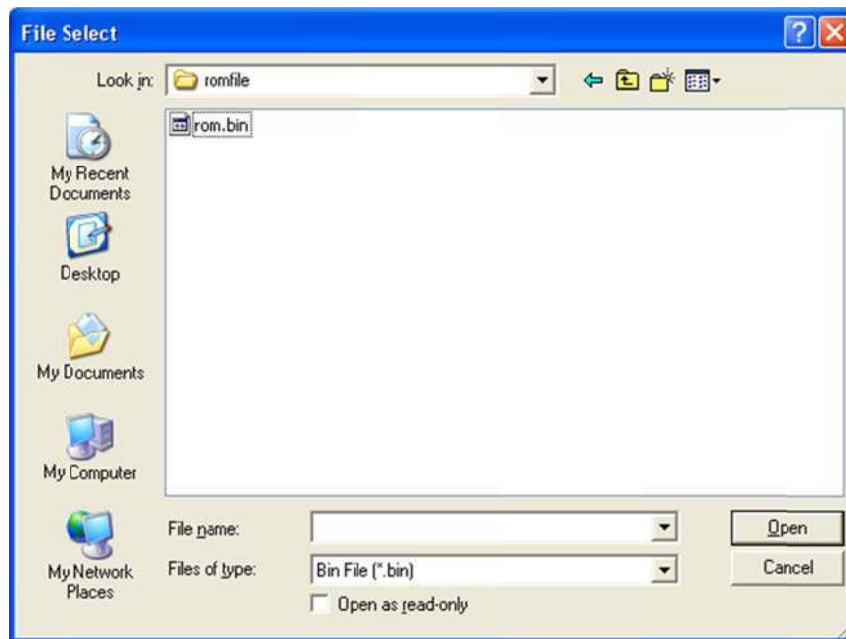 File Select
Look in: romfile
rom.bin
My Recent
Documents
Desktop
My Documents
My Computer
My Network
Places
File name:
Open
Files of type: Bin File (*.bin)
Cancel
Open as read-only